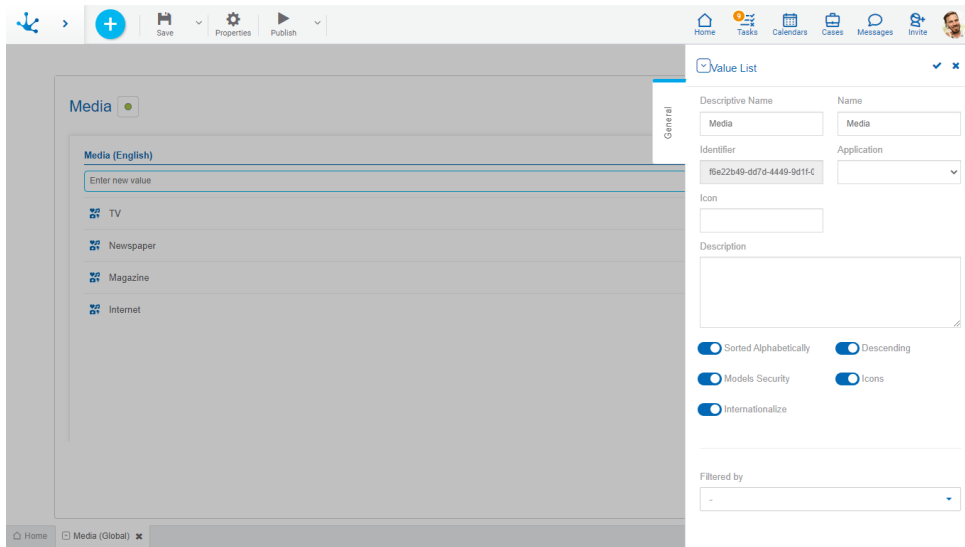 Save
Properties
Publish
Home
9
Tasks
Calendars
Cases
Messages
Invite
Media
Media (English)
Enter new value
TV
Newspaper
Magazine
Internet
General
Value List
Descriptive Name
Name
Media
Media
Identifier
Application
f6e22b49-dd7d-4449-9d1f-0
Icon
Description
Sorted Alphabetically
Descending
Models Security
Icons
Internationalize
Filtered by
-
Home
Media (Global)